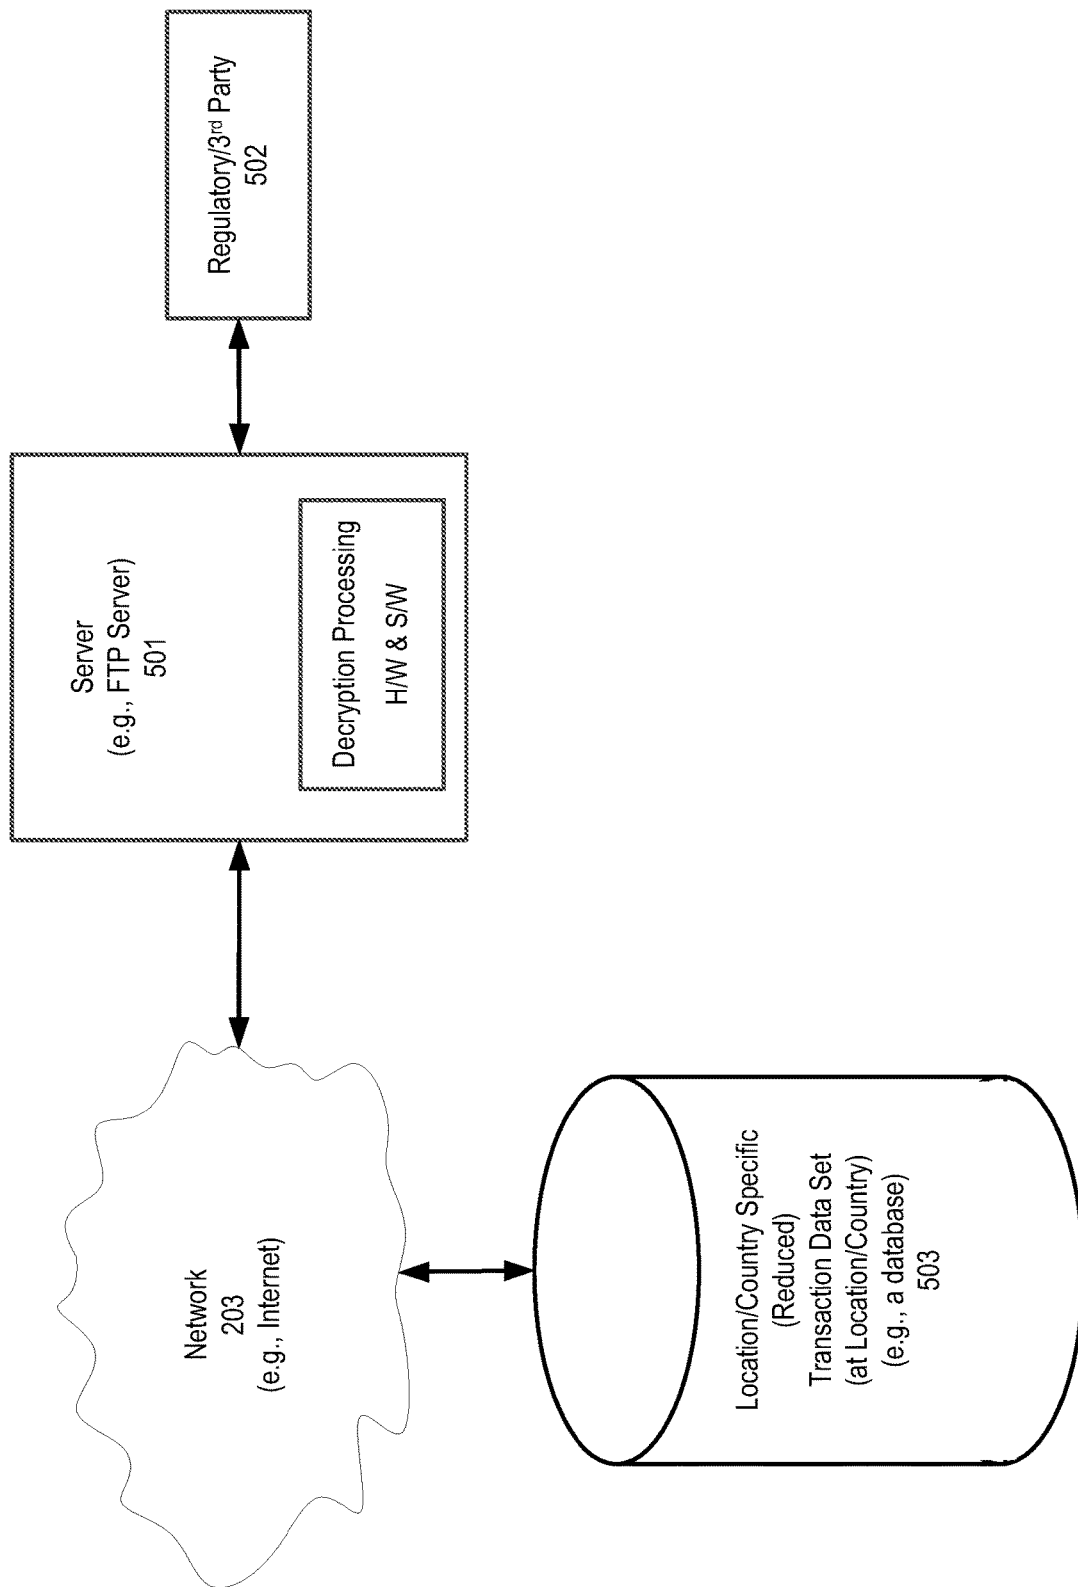 Network
203
(e.g., Internet)
Server
(e.g., FTP Server)
501
Decryption Processing
H/W & S/W
Regulatory/3rd Party
502
Location/Country Specific
(Reduced)
Transaction Data Set
(at Location/Country)
(e.g., a database)
503